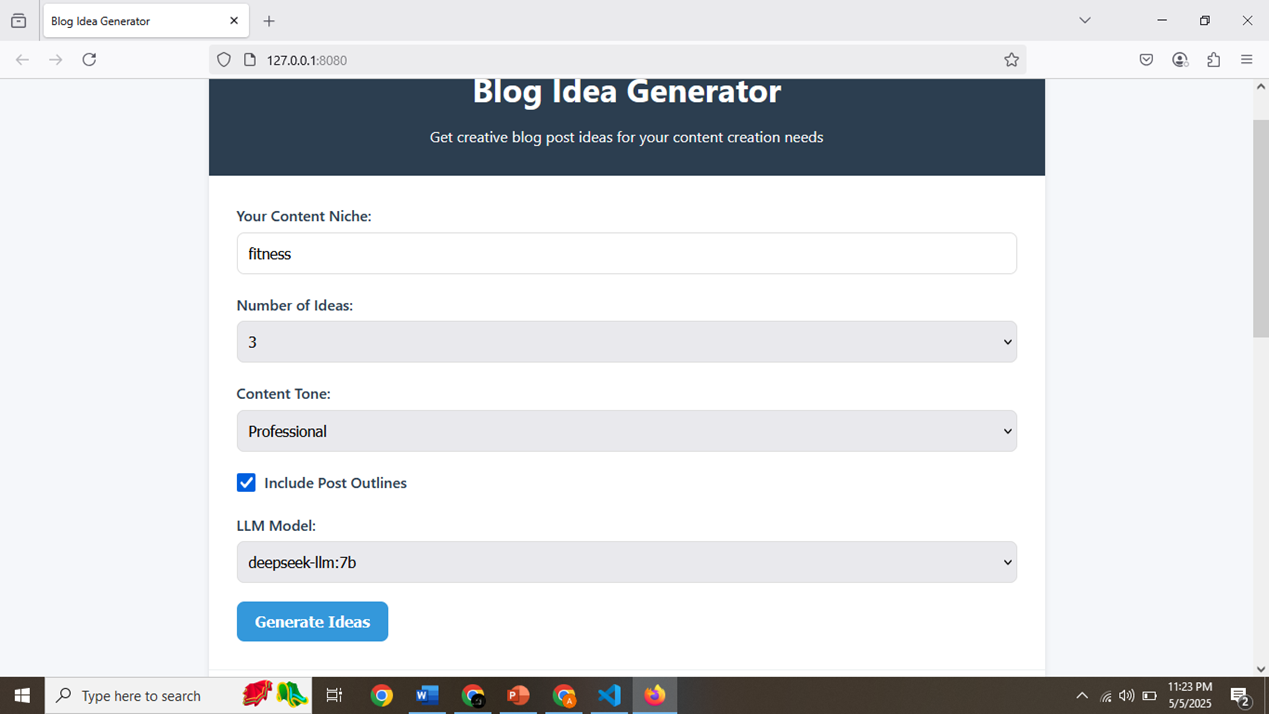 Blog Idea Generator
127.0.0.1:8080
Blog Idea Generator
Get creative blog post ideas for your content creation needs
Your Content Niche:
fitness
Number of Ideas:
3
Content Tone:
Professional
Include Post Outlines
LLM Model:
deepseek-llm:7b
Generate Ideas
Type here to search
11:23 PM
5/5/2025
2